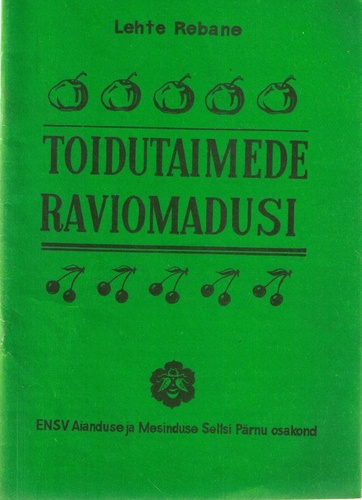 Lehte Rebane
TOIDUTAIMEDE
RAVIOMADUSI
ENSV Aianduse ja Mesinduse Seltsi Pärnu osakond